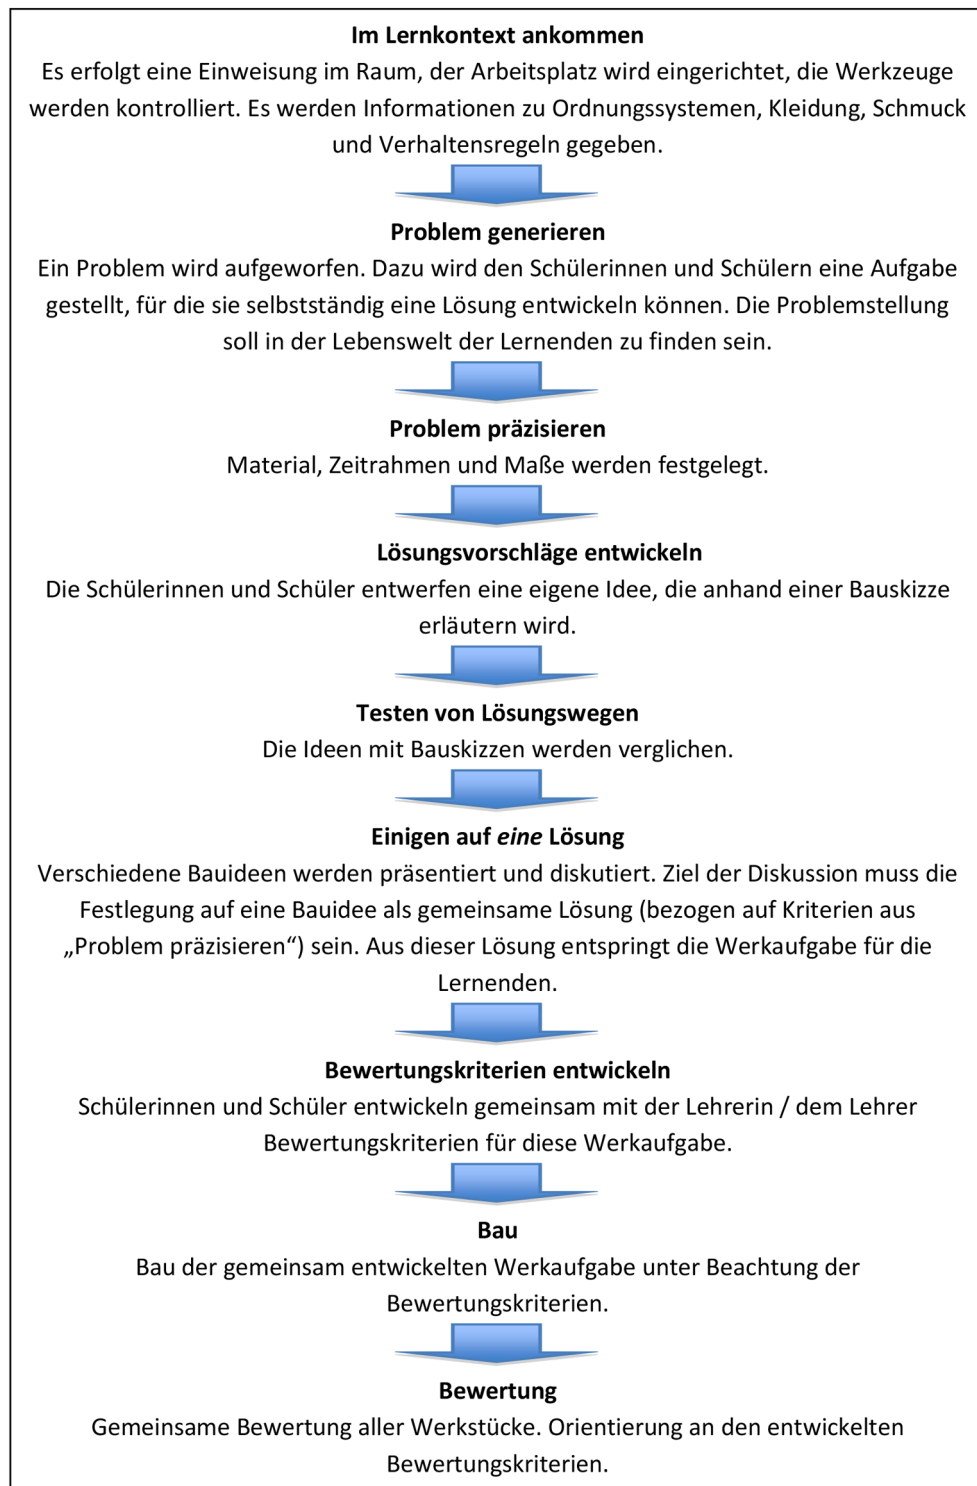 Im Lernkontext ankommen
Es erfolgt eine Einweisung im Raum, der Arbeitsplatz wird eingerichtet, die Werkzeuge
werden kontrolliert. Es werden Informationen zu Ordnungssystemen, Kleidung, Schmuck
und Verhaltensregeln gegeben.
Problem generieren
Ein Problem wird aufgeworfen. Dazu wird den Schülerinnen und Schülern eine Aufgabe
gestellt, für die sie selbstständig eine Lösung entwickeln können. Die Problemstellung
soll in der Lebenswelt der Lernenden zu finden sein.
Problem präzisieren
Material, Zeitrahmen und Maße werden festgelegt.
Lösungsvorschläge entwickeln
Die Schülerinnen und Schüler entwerfen eine eigene Idee, die anhand einer Bauskizze
erläutern wird.
Testen von Lösungswegen
Die Ideen mit Bauskizzen werden verglichen.
Einigen auf eine Lösung
Verschiedene Bauideen werden präsentiert und diskutiert. Ziel der Diskussion muss die
Festlegung auf eine Bauidee als gemeinsame Lösung (bezogen auf Kriterien aus
„Problem präzisieren“) sein. Aus dieser Lösung entspringt die Werkaufgabe für die
Lernenden.
Bewertungskriterien entwickeln
Schülerinnen und Schüler entwickeln gemeinsam mit der Lehrerin / dem Lehrer
Bewertungskriterien für diese Werkaufgabe.
Bau
Bau der gemeinsam entwickelten Werkaufgabe unter Beachtung der
Bewertungskriterien.
Bewertung
Gemeinsame Bewertung aller Werkstücke. Orientierung an den entwickelten
Bewertungskriterien.